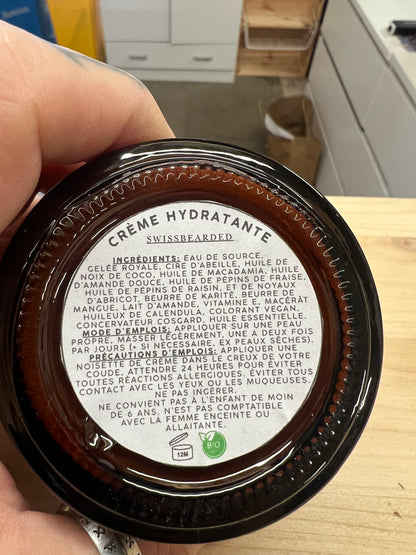 CRÈME HYDRATANTE
SWISSBEARDED
INGRÉDIENTS: EAU DE SOURCE,
GELÉE ROYALE, CIRE D'ABEILLE, HUILE DE
NOIX DE COCO, HUILE DE MACADAMIA, HUILE
D'AMANDE DOUCE, HUILE DE PÉPINS DE FRAISE,
HUILE DE PÉPINS DE RAISIN, ET DE NOYAUX
D'ABRICOT, BEURRE DE KARITÉ, BEURRE DE
MANGUE, LAIT D'AMANDE, VITAMINE E, MACÉRÂT
HUILEUX DE CALENDULA, COLORANT VEGAN,
CONCERVATEUR COSGARD, HUILE ESSENTIELLE.
MODE D'EMPLOIS: APPLIQUER SUR UNE PEAU
PROPRE, MASSER LÉGÈREMENT, UNE À DEUX FOIS
PAR JOURS (+ SI NÉCESSAIRE, EX PEAUX SÈCHES).
PRÉCAUTIONS D'EMPLOIS: APPLIQUER UNE
NOISETTE DE CRÈME DANS LE CREUX DE VOTRE
COUDE, ATTENDRE 24 HEURES POUR ÉVITER
TOUTES RÉACTIONS ALLERGIQUES. ÉVITER TOUS
CONTACT AVEC LES YEUX OU LES MUQUEUSES.
NE PAS INGÉRER.
NE CONVIENT PAS À L'ENFANT DE MOIN
DE 6 ANS. N'EST PAS COMPTATIBLE
AVEC LA FEMME ENCEINTE OU
ALLAITANTE.
12M
BIO